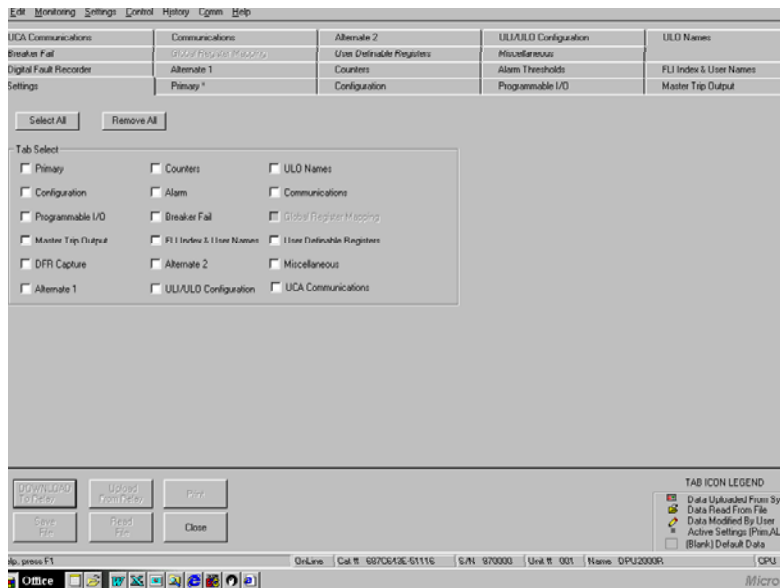 Edit Monitoring Settings Control History Comm Help
UCA Communications Communications Alternate 2 ULI/ULO Configuration ULO Names
Breaker Fail Global Register Mapping User Definable Registers Miscellaneous
Digital Fault Recorder Alternate 1 Counters Alarm Thresholds FLI Index & User Names
Settings Primary * Configuration Programmable I/O Master Trip Output
Select All Remove All
Tab Select
Primary Counters ULO Names
Configuration Alarm Communications
Programmable I/O Breaker Fail Global Register Mapping
Master Trip Output FLI Index & User Names User Definable Registers
DFR Capture Alternate 2 Miscellaneous
Alternate 1 ULI/ULO Configuration UCA Communications
DOWNLOAD To Relay Upload From Relay Print
Save File Read File Close
TAB ICON LEGEND
Data Uploaded From Sy
Data Read From File
Data Modified By User
Active Settings (Prim,AL
(Blank) Default Data
lp, press F1 OnLine Cat # S/N 970000 Unit # 001 Name DPU2000R CPU
Office Micro